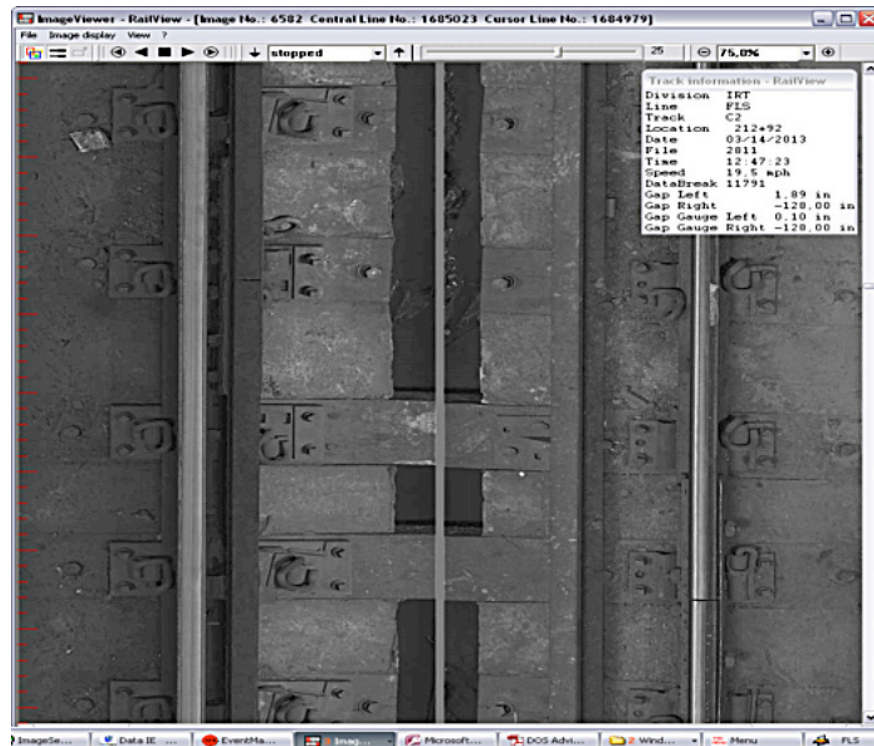 ImageViewer - RailView - [Image No.: 6582 Central Line No.: 1685023 Cursor Line No.: 1684979]
File Image display View ?
stopped 25 75,0%
Track information - RailView
Division IRT
Line FLS
Track C2
Location 212+92
Date 03/14/2013
File 2011
Time 12:47:23
Speed 19,5 mph
DataBreak 11791
Gap Left 1,89 in
Gap Right -128,00 in
Gap Gauge Left 0,10 in
Gap Gauge Right -128,00 in
ImageSe... Data IE ... EventMa... Imag... Microsoft... DOS Advi... 2 Wind... Menu FLS